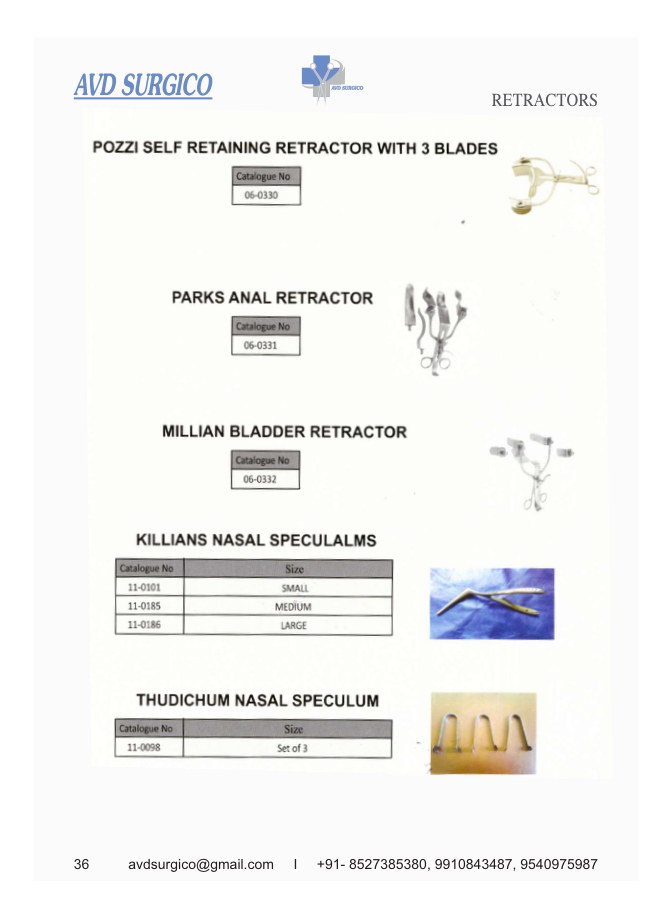 AVD SURGICO
AVD SURGICO
RETRACTORS
POZZI SELF RETAINING RETRACTOR WITH 3 BLADES
Catalogue No
06-0330
PARKS ANAL RETRACTOR
Catalogue No
06-0331
MILLIAN BLADDER RETRACTOR
Catalogue No
06-0332
KILLIANS NASAL SPECULALMS
Catalogue No Size
11-0101 SMALL
11-0185 MEDIUM
11-0186 LARGE
THUDICHUM NASAL SPECULUM
Catalogue No Size
11-0098 Set of 3
36 avdsurgico@gmail.com I +91- 8527385380, 9910843487, 9540975987